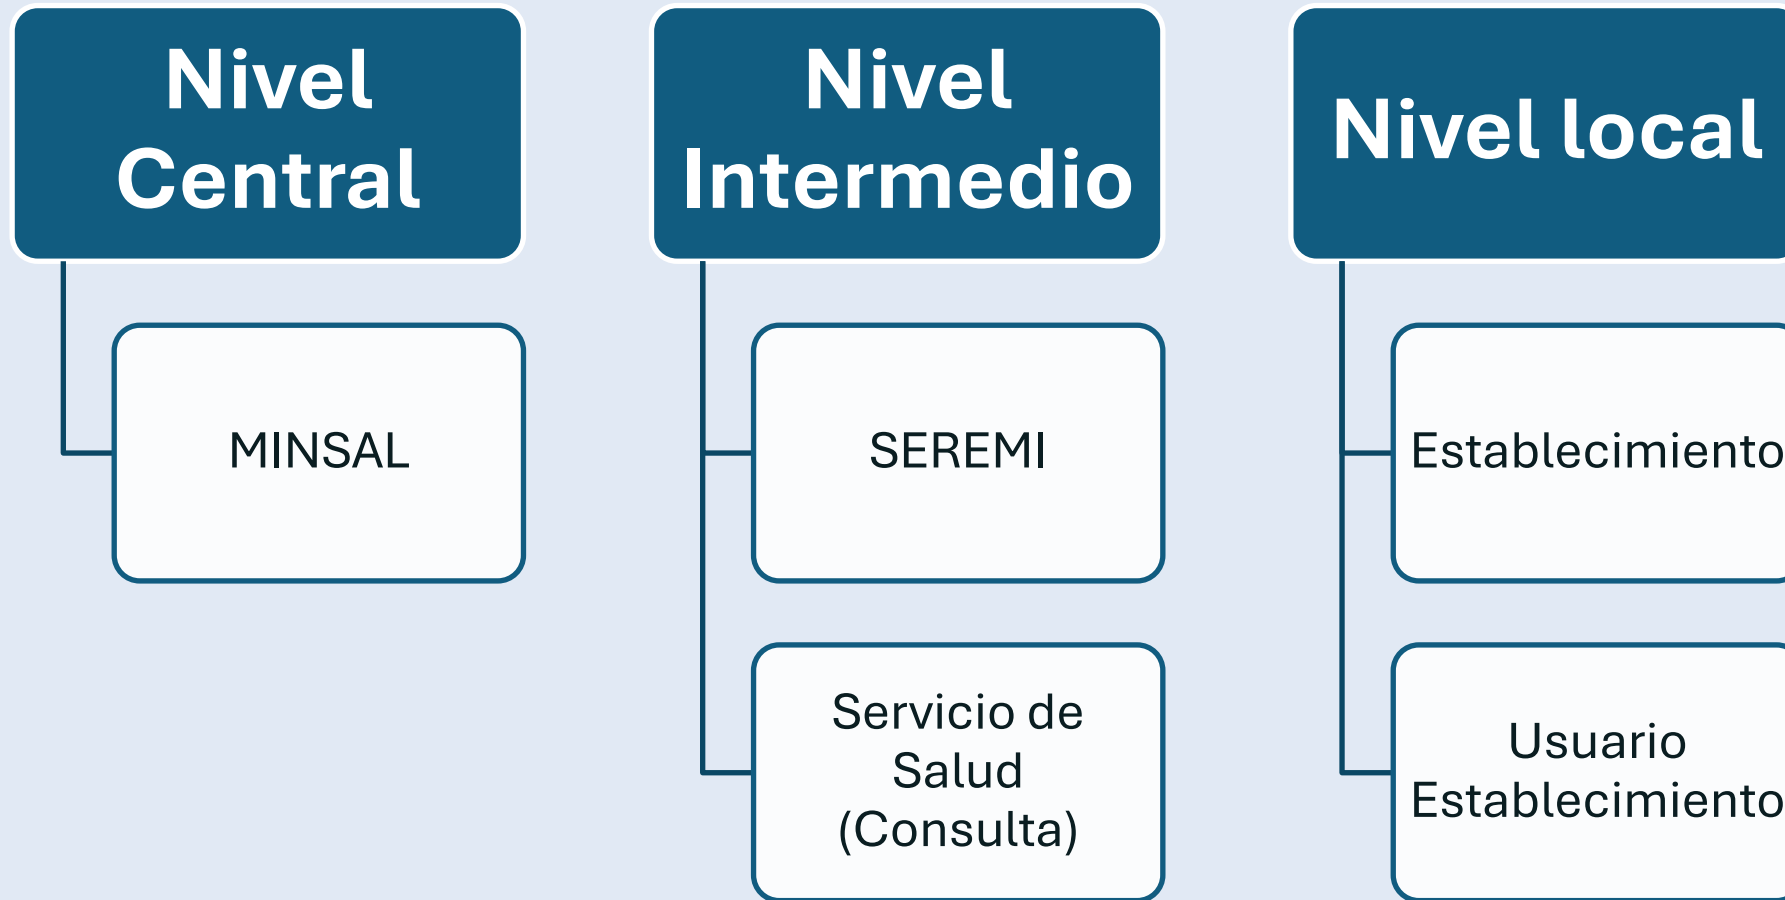 Nivel
Central
MINSAL
Nivel
Intermedio
SEREMI
Servicio de
Salud
(Consulta)
Nivel local
Establecimiento
Usuario
Establecimiento